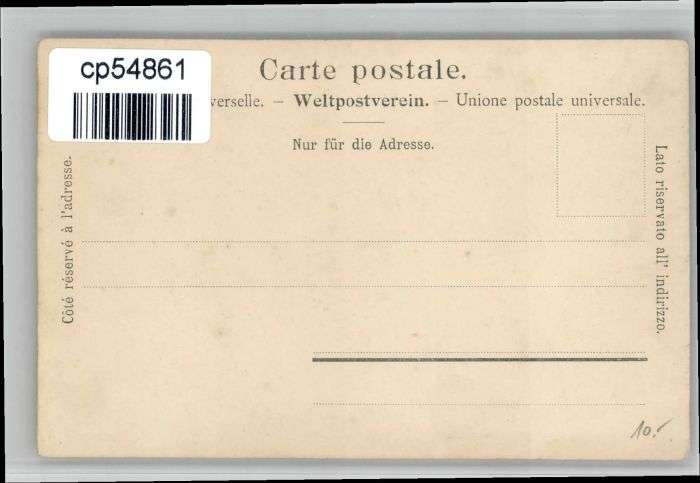 cp54861
Carte postale.
verselle. – Weltpostverein. – Unione postale universale.
Nur für die Adresse.
Côté réservé à l'adresse.
Lato riservato all' indirizzo.
10.-